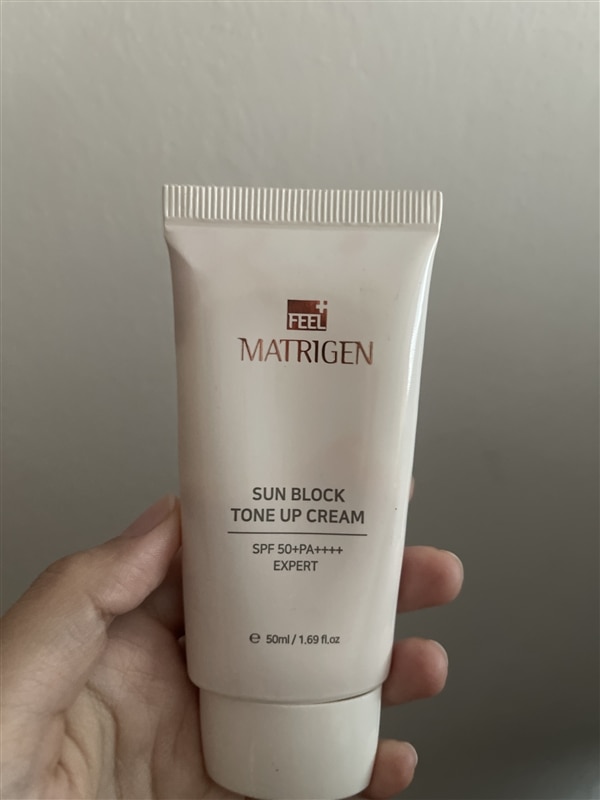 FEEL
MATRIGEN
SUN BLOCK
TONE UP CREAM
SPF 50+PA++++
EXPERT
℮ 50ml / 1.69 fl.oz